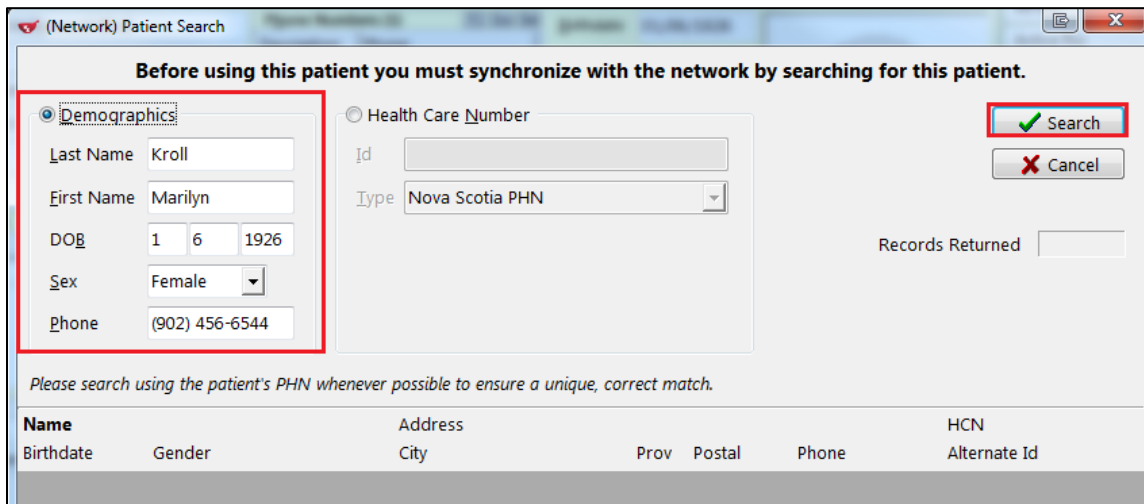 (Network) Patient Search
Before using this patient you must synchronize with the network by searching for this patient.
Demographics
Last Name Kroll
First Name Marilyn
DOB 1 6 1926
Sex Female
Phone (902) 456-6544
Health Care Number
Id
Type Nova Scotia PHN
Search
Cancel
Records Returned
Please search using the patient's PHN whenever possible to ensure a unique, correct match.
Name Address HCN
Birthdate Gender City Prov Postal Phone Alternate Id